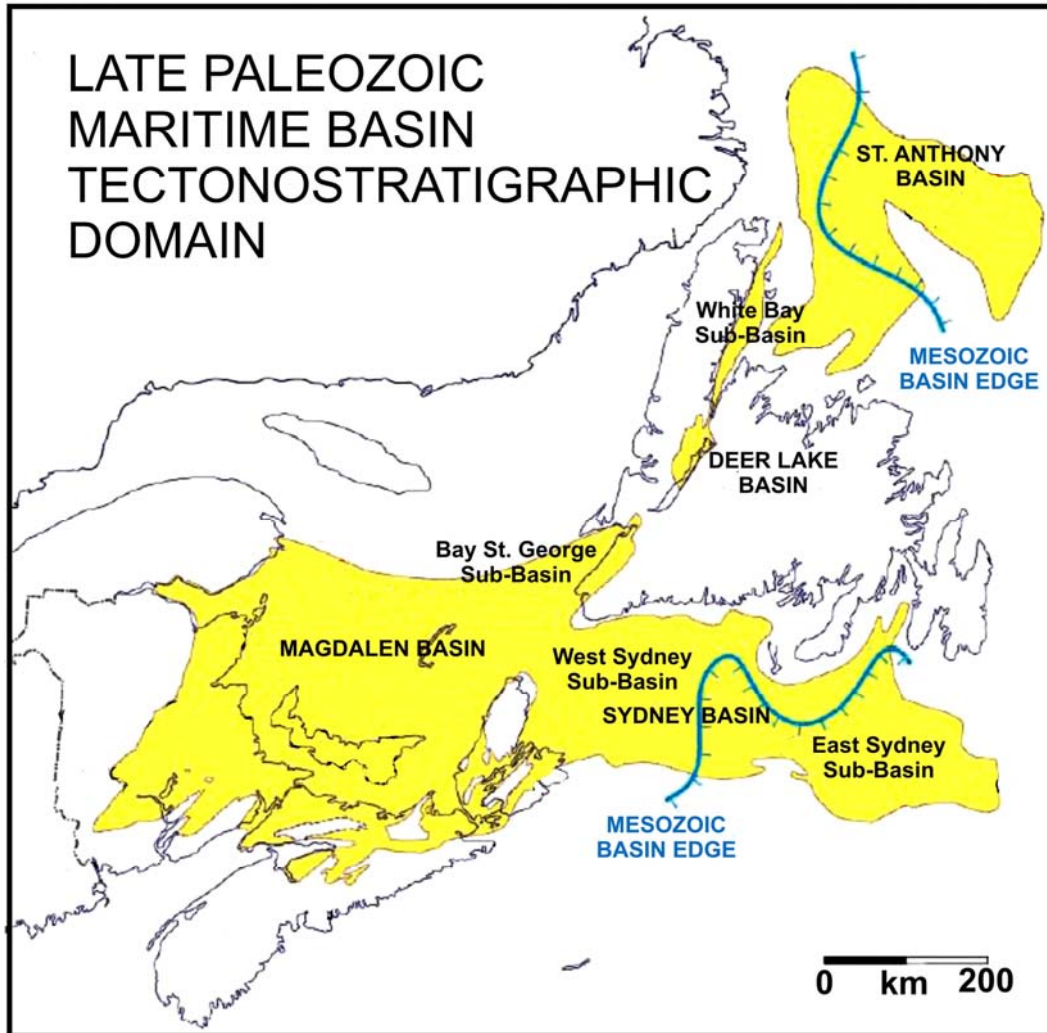 LATE PALEOZOIC
MARITIME BASIN
TECTONOSTRATIGRAPHIC
DOMAIN
ST. ANTHONY
BASIN
White Bay
Sub-Basin
MESOZOIC
BASIN EDGE
DEER LAKE
BASIN
Bay St. George
Sub-Basin
MAGDALEN BASIN
West Sydney
Sub-Basin
SYDNEY BASIN
East Sydney
Sub-Basin
MESOZOIC
BASIN EDGE
0 km 200